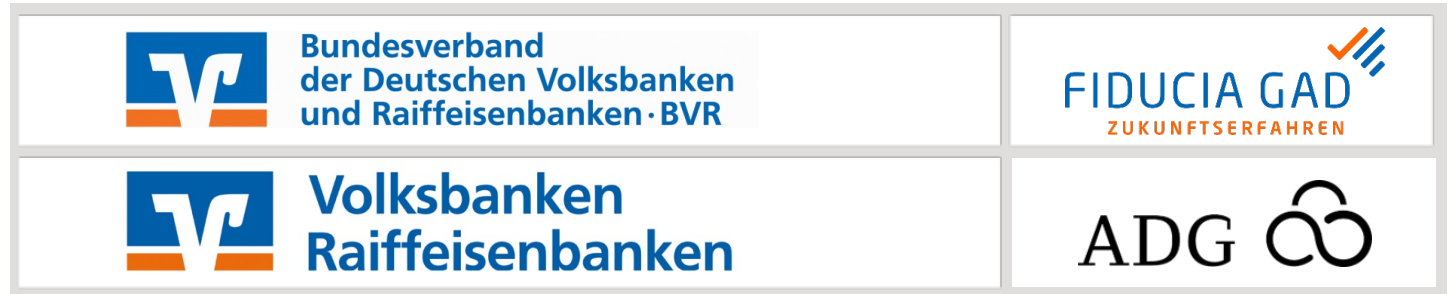 Bundesverband
der Deutschen Volksbanken
und Raiffeisenbanken · BVR
FIDUCIA GAD
ZUKUNFTSERFAHREN
Volksbanken
Raiffeisenbanken
ADG